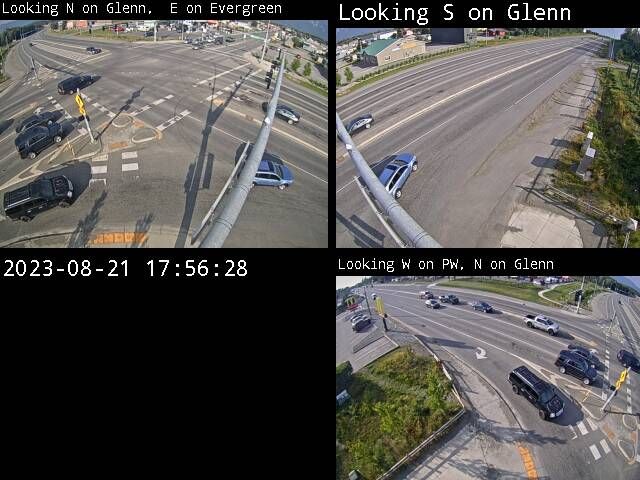 Looking N on Glenn,  E on Evergreen
Looking S on Glenn
2023-08-21 17:56:28
Looking W on PW, N on Glenn